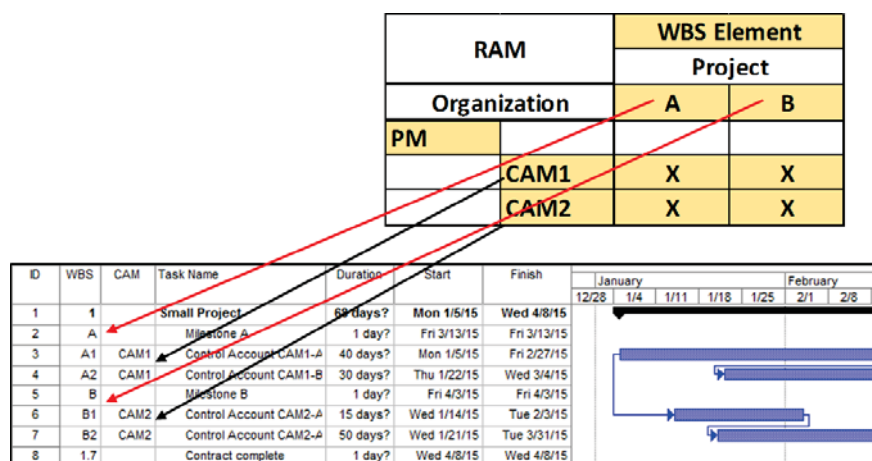 RAM WBS Element
Project
Organization A B
PM
CAM1 X X
CAM2 X X
ID WBS CAM Task Name Duration Start Finish January February
12/28 1/4 1/11 1/18 1/25 2/1 2/8
1 1 Small Project 68 days? Mon 1/5/15 Wed 4/8/15
2 A Milestone A 1 day? Fri 3/13/15 Fri 3/13/15
3 A1 CAM1 Control Account CAM1-A 40 days? Mon 1/5/15 Fri 2/27/15
4 A2 CAM1 Control Account CAM1-B 30 days? Thu 1/22/15 Wed 3/4/15
5 B Milestone B 1 day? Fri 4/3/15 Fri 4/3/15
6 B1 CAM2 Control Account CAM2-A 15 days? Wed 1/14/15 Tue 2/3/15
7 B2 CAM2 Control Account CAM2-A 50 days? Wed 1/21/15 Tue 3/31/15
8 1.7 Contract complete 1 day? Wed 4/8/15 Wed 4/8/15